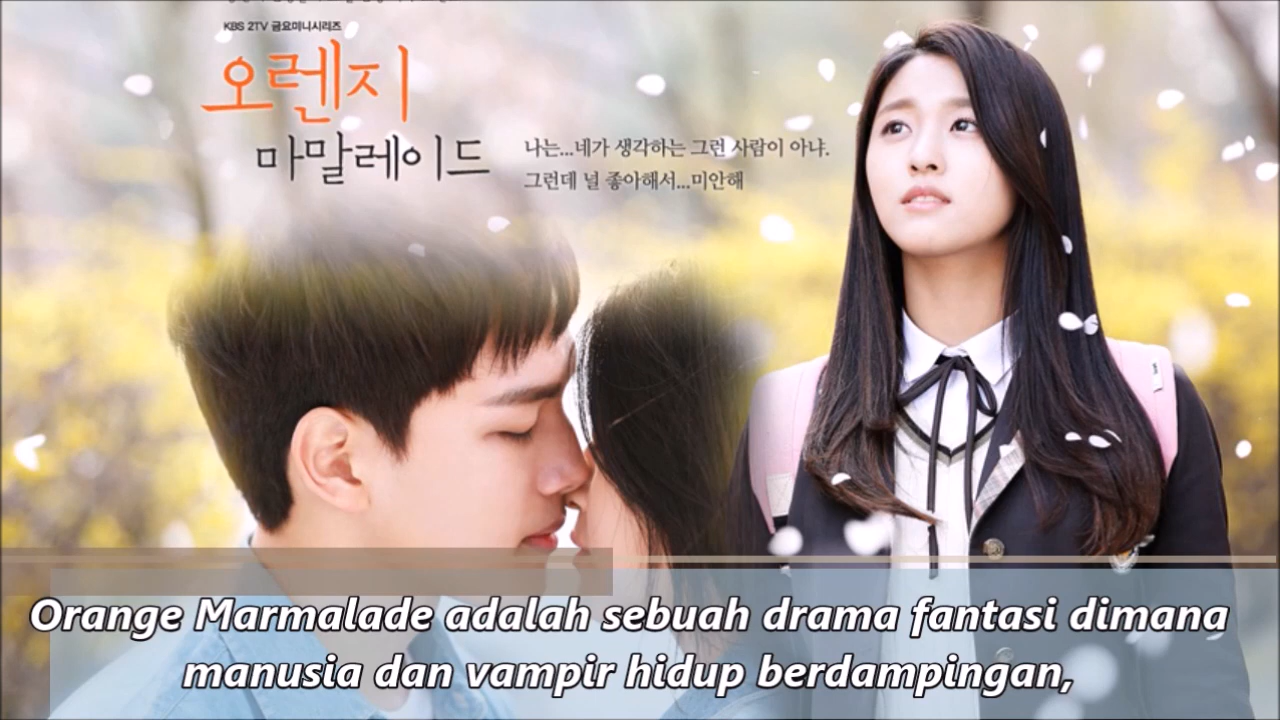 KBS 2TV 금요미니시리즈
오렌지
마말레이드
나는...네가 생각하는 그런 사람이 아냐.
그런데 널 좋아해서...미안해
Orange Marmalade adalah sebuah drama fantasi dimana
manusia dan vampir hidup berdampingan,